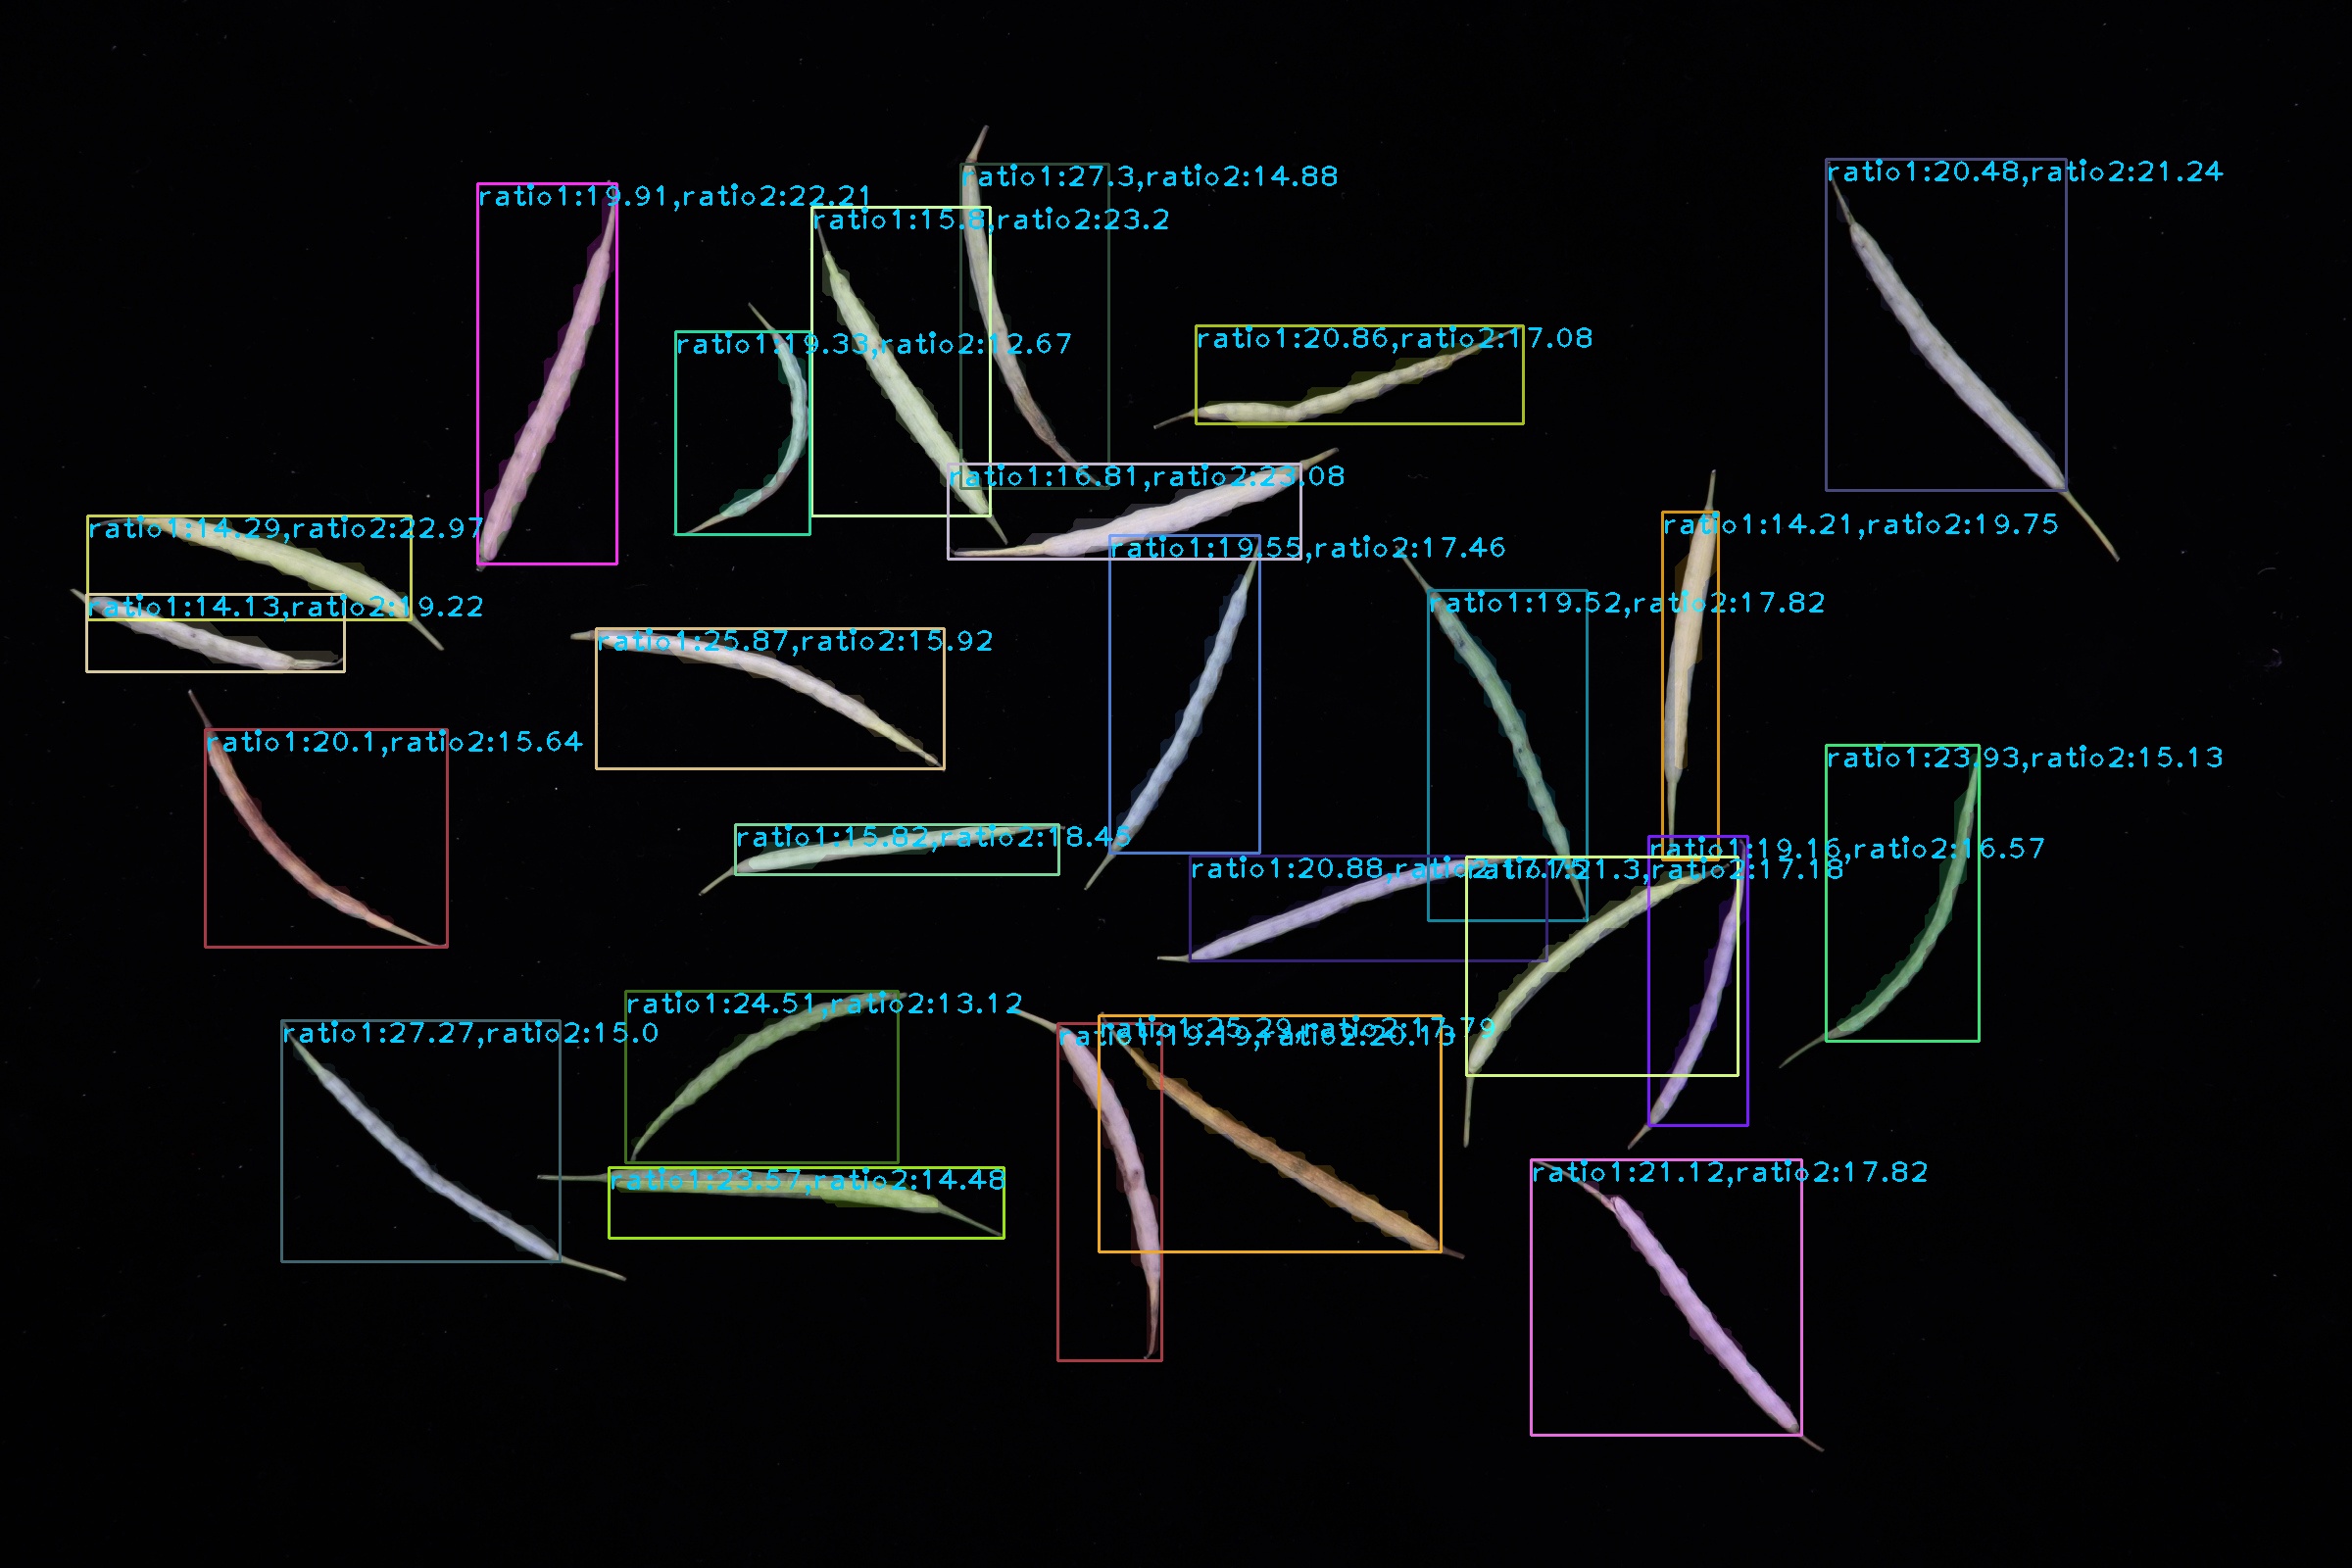 ratio1:20.48,ratio2:21.24
ratio1:27.3,ratio2:14.88
ratio1:19.91,ratio2:22.21
ratio1:15.8,ratio2:23.2
ratio1:20.86,ratio2:17.08
ratio1:19.33,ratio2:12.67
ratio1:16.81,ratio2:23.08
ratio1:14.21,ratio2:19.75
ratio1:14.29,ratio2:22.97
ratio1:19.55,ratio2:17.46
ratio1:19.52,ratio2:17.82
ratio1:14.13,ratio2:19.22
ratio1:25.87,ratio2:15.92
ratio1:20.1,ratio2:15.64
ratio1:23.93,ratio2:15.13
ratio1:15.82,ratio2:18.45
ratio1:19.16,ratio2:16.57
ratio1:20.88,
ratio1:21.3,ratio2:17.18
ratio1:24.51,ratio2:13.12
ratio1:25.29,ratio2:17.79
ratio1:27.27,ratio2:15.0
ratio1:19.19,ratio2:20.13
ratio1:21.12,ratio2:17.82
ratio1:23.57,ratio2:14.48